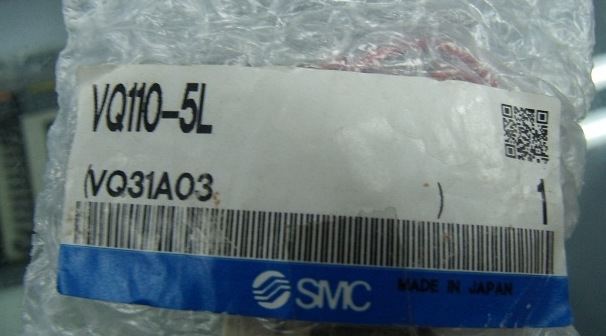 VQ110-5L
(VQ31A03 ) 1
SMC MADE IN JAPAN